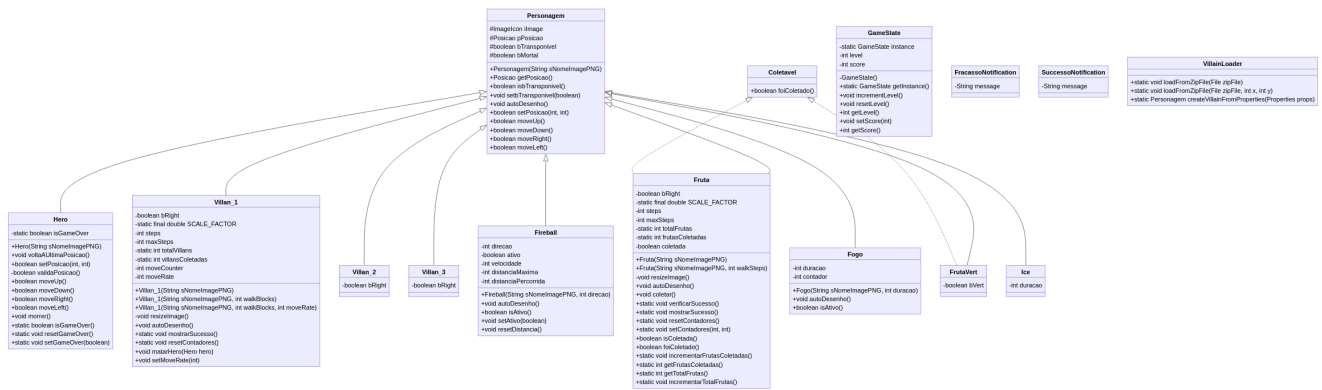 Personagem
#ImageIcon iImage
#Posicao pPosicao
#boolean bTransponivel
#boolean bMortal
+Personagem(String sNomeImagePNG)
+Posicao getPosicao()
+boolean isbTransponivel()
+void setbTransponivel(boolean)
+void autoDesenho()
+boolean setPosicao(int, int)
+boolean moveUp()
+boolean moveDown()
+boolean moveRight()
+boolean moveLeft()
Coletavel
+boolean foiColetado()
GameState
-static GameState instance
-int level
-int score
-GameState()
+static GameState getInstance()
+void incrementLevel()
+void resetLevel()
+int getLevel()
+void setScore(int)
+int getScore()
FracassoNotification
-String message
SuccessoNotification
-String message
VillainLoader
+static void loadFromZipFile(File zipFile)
+static void loadFromZipFile(File zipFile, int x, int y)
+static Personagem createVillainFromProperties(Properties props)
Hero
-static boolean isGameOver
+Hero(String sNomeImagePNG)
+void voltaAUltimaPosicao()
+boolean setPosicao(int, int)
-boolean validaPosicao()
+boolean moveUp()
+boolean moveDown()
+boolean moveRight()
+boolean moveLeft()
+void morrer()
+static boolean isGameOver()
+static void resetGameOver()
+static void setGameOver(boolean)
Villan_1
-boolean bRight
-static final double SCALE_FACTOR
-int steps
-int maxSteps
-static int totalVillans
-static int villansColetadas
-int moveCounter
-int moveRate
+Villan_1(String sNomeImagePNG)
+Villan_1(String sNomeImagePNG, int walkBlocks)
+Villan_1(String sNomeImagePNG, int walkBlocks, int moveRate)
-void resizeImage()
+void autoDesenho()
+static void mostrarSucesso()
+static void resetContadores()
+void matarHero(Hero hero)
+void setMoveRate(int)
Villan_2
-boolean bRight
Villan_3
-boolean bRight
Fireball
-int direcao
-boolean ativo
-int velocidade
-int distanciaMaxima
-int distanciaPercorrida
+Fireball(String sNomeImagePNG, int direcao)
+void autoDesenho()
+boolean isAtivo()
+void setAtivo(boolean)
+void resetDistancia()
Fruta
-boolean bRight
-static final double SCALE_FACTOR
-int steps
-int maxSteps
-static int totalFrutas
-static int frutasColetadas
-boolean coletada
+Fruta(String sNomeImagePNG)
+Fruta(String sNomeImagePNG, int walkSteps)
-void resizeImage()
+void autoDesenho()
+void coletar()
+static void verificarSucesso()
+static void mostrarSucesso()
+static void resetContadores()
+static void setContadores(int, int)
+boolean isColetada()
+boolean foiColetado()
+static void incrementarFrutasColetadas()
+static int getFrutasColetadas()
+static int getTotalFrutas()
+static void incrementarTotalFrutas()
Fogo
-int duracao
-int contador
+Fogo(String sNomeImagePNG, int duracao)
+void autoDesenho()
+boolean isAtivo()
FrutaVert
-boolean bVert
Ice
-int duracao